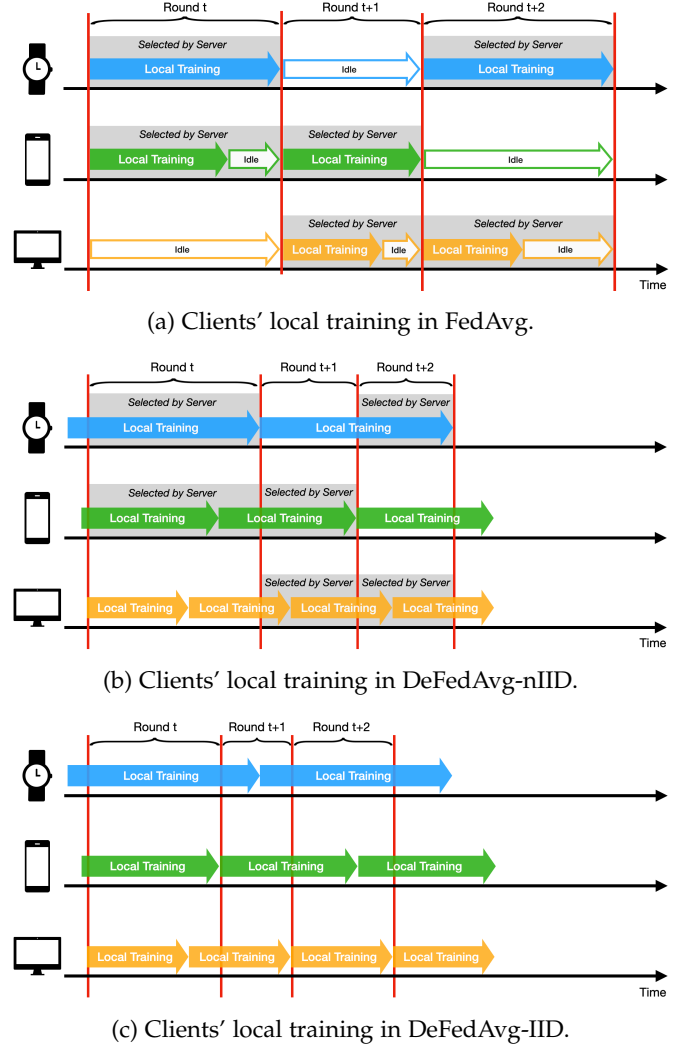 Round t Round t+1 Round t+2
Selected by Server Selected by Server
Local Training Idle Local Training
Selected by Server Selected by Server
Local Training Idle Local Training Idle
Selected by Server Selected by Server
Idle Local Training Idle Local Training Idle
Time
(a) Clients’ local training in FedAvg.
Round t Round t+1 Round t+2
Selected by Server Selected by Server
Local Training Local Training
Selected by Server Selected by Server
Local Training Local Training Local Training
Selected by Server Selected by Server
Local Training Local Training Local Training Local Training
Time
(b) Clients’ local training in DeFedAvg-nIID.
Round t Round t+1 Round t+2
Local Training Local Training
Local Training Local Training Local Training
Local Training Local Training Local Training Local Training
Time
(c) Clients’ local training in DeFedAvg-IID.